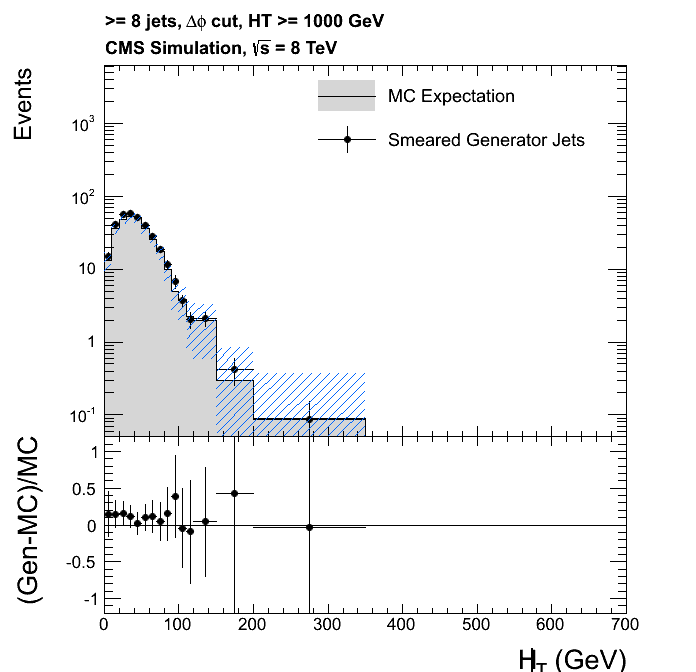 >= 8 jets, Δϕ cut, HT >= 1000 GeV
CMS Simulation, √s = 8 TeV
Events
MC Expectation
Smeared Generator Jets
10³
10²
10
1
10⁻¹
(Gen-MC)/MC
1
0.5
0
-0.5
-1
0 100 200 300 400 500 600 700
H̸_T (GeV)